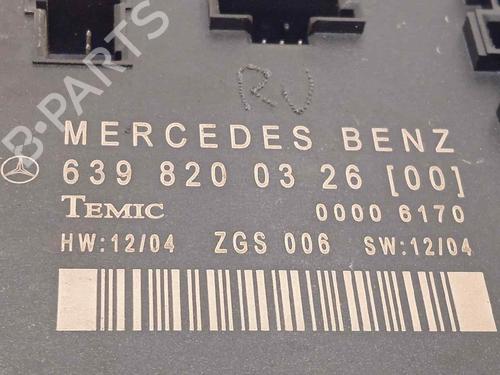 RV
MERCEDES BENZ
639 820 03 26 [00]
TEMIC 0000 6170
HW:12/04 ZGS 006 SW:12/04
B-PARTS